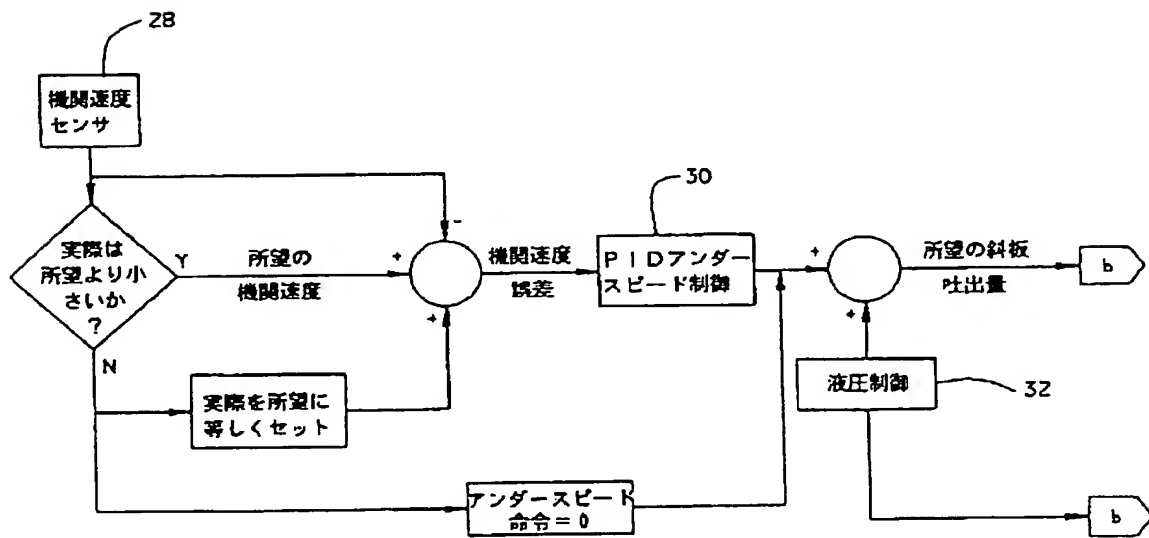 28
機関速度
センサ
実際は
所望より小
さいか
?
Y
N
所望の
機関速度
-
+
+
機関速度
誤差
30
PIDアンダー
スピード制御
実際を所望に
等しくセット
アンダースピード
命令=0
+
+
所望の斜板
吐出量
b
液圧制御
32
b